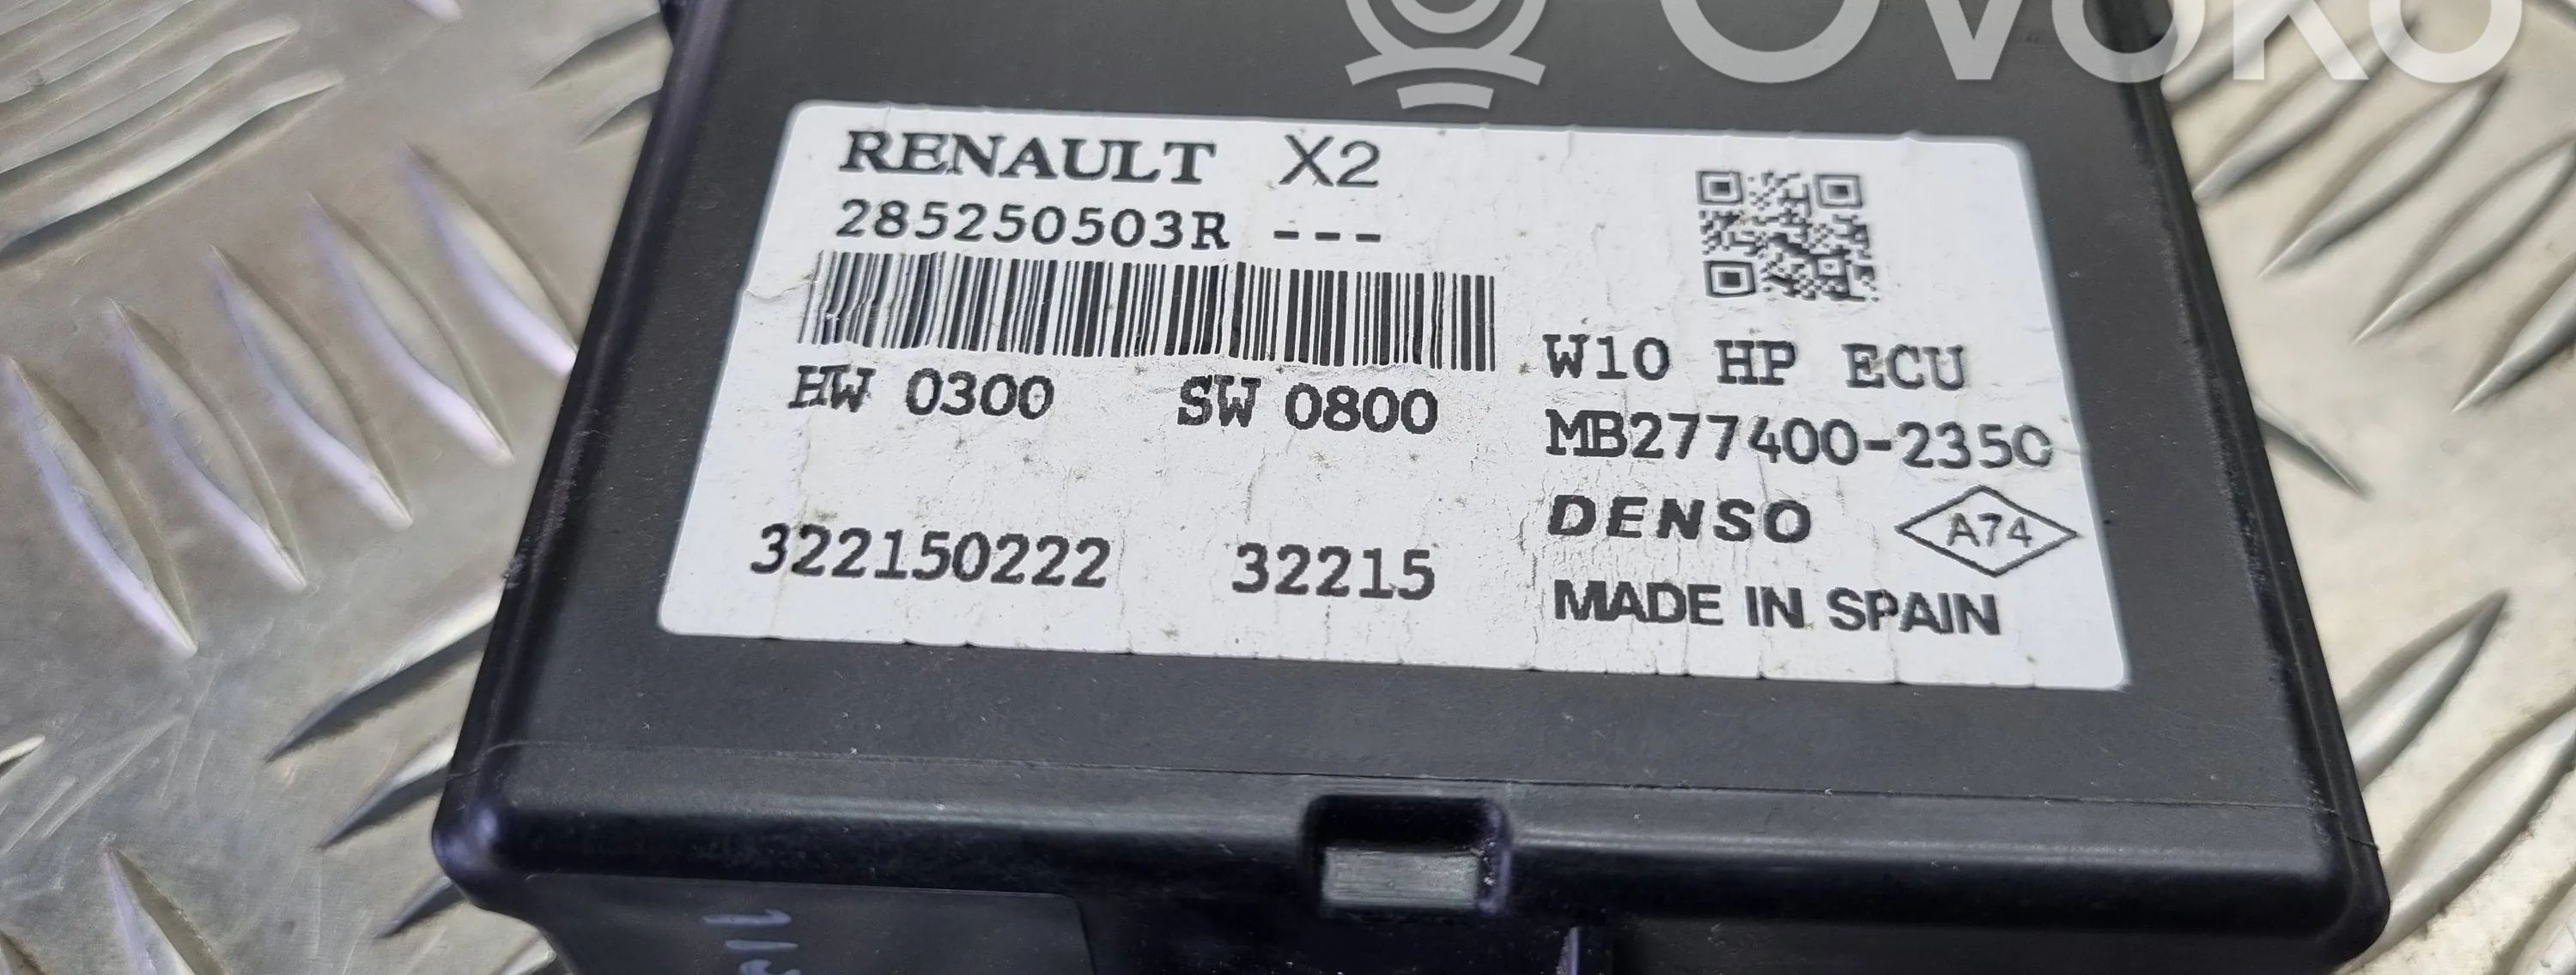 OVOKO
RENAULT X2
285250503R ---
HW 0300 SW 0800
W10 HP ECU
MB277400-2350
DENSO
A74
322150222 32215
MADE IN SPAIN